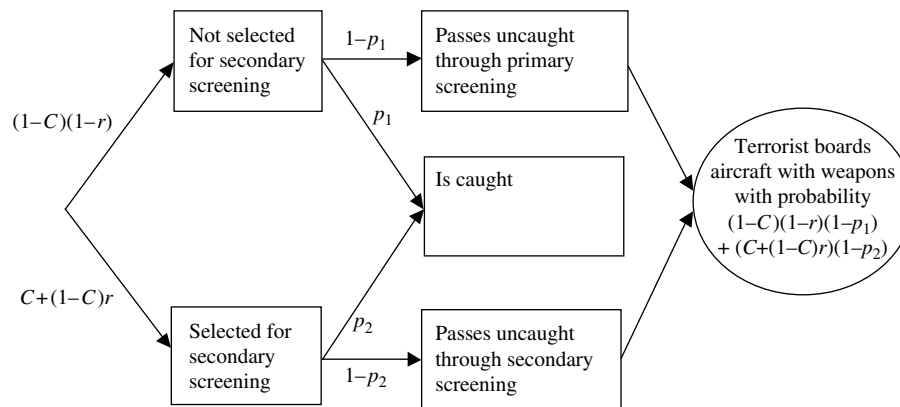 Not selected
for secondary
screening
1–p₁
Passes uncaught
through primary
screening
(1–C)(1–r)
p₁
Is caught
Terrorist boards
aircraft with weapons
with probability
(1–C)(1–r)(1–p₁)
+ (C+(1–C)r)(1–p₂)
C+(1–C)r
p₂
Selected for
secondary
screening
1–p₂
Passes uncaught
through secondary
screening